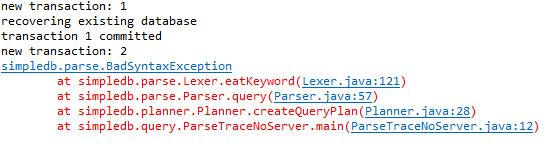 new transaction: 1
recovering existing database
transaction 1 committed
new transaction: 2
simpledb.parse.BadSyntaxException
at simpledb.parse.Lexer.eatKeyword(Lexer.java:121)
at simpledb.parse.Parser.query(Parser.java:57)
at simpledb.planner.Planner.createQueryPlan(Planner.java:28)
at simpledb.query.ParseTraceNoServer.main(ParseTraceNoServer.java:12)